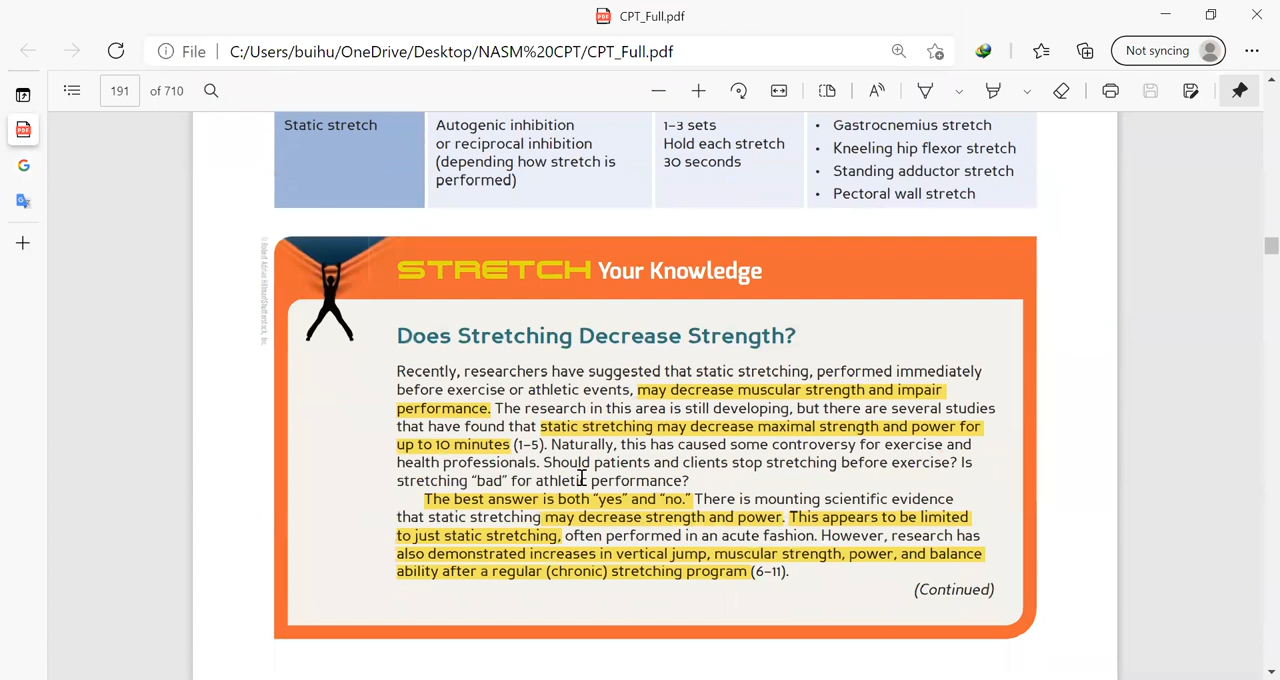 CPT_Full.pdf
File C:/Users/buihu/OneDrive/Desktop/NASM%20CPT/CPT_Full.pdf Not syncing
191 of 710
Static stretch
Autogenic inhibition
or reciprocal inhibition
(depending how stretch is
performed)
1–3 sets
Hold each stretch
30 seconds
• Gastrocnemius stretch
• Kneeling hip flexor stretch
• Standing adductor stretch
• Pectoral wall stretch
STRETCH Your Knowledge
Does Stretching Decrease Strength?
Recently, researchers have suggested that static stretching, performed immediately
before exercise or athletic events, may decrease muscular strength and impair
performance. The research in this area is still developing, but there are several studies
that have found that static stretching may decrease maximal strength and power for
up to 10 minutes (1–5). Naturally, this has caused some controversy for exercise and
health professionals. Should patients and clients stop stretching before exercise? Is
stretching “bad” for athletic performance?
The best answer is both “yes” and “no.” There is mounting scientific evidence
that static stretching may decrease strength and power. This appears to be limited
to just static stretching, often performed in an acute fashion. However, research has
also demonstrated increases in vertical jump, muscular strength, power, and balance
ability after a regular (chronic) stretching program (6–11).
(Continued)